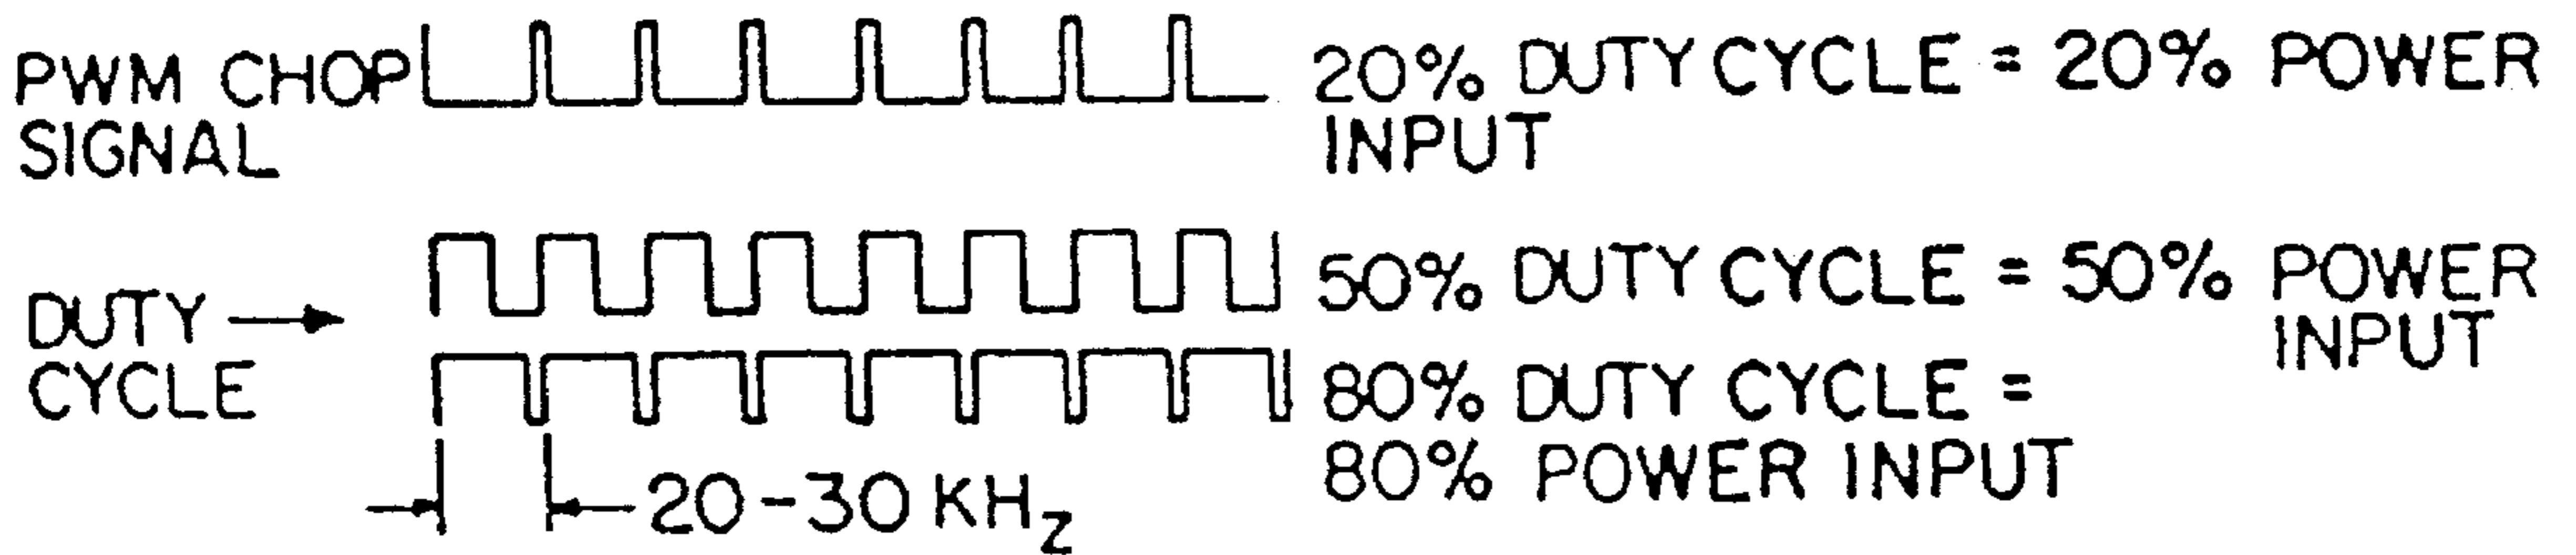 PWM CHOP
SIGNAL
20% DUTY CYCLE = 20% POWER
INPUT
DUTY
CYCLE
50% DUTY CYCLE = 50% POWER
INPUT
80% DUTY CYCLE =
80% POWER INPUT
20-30 KHz